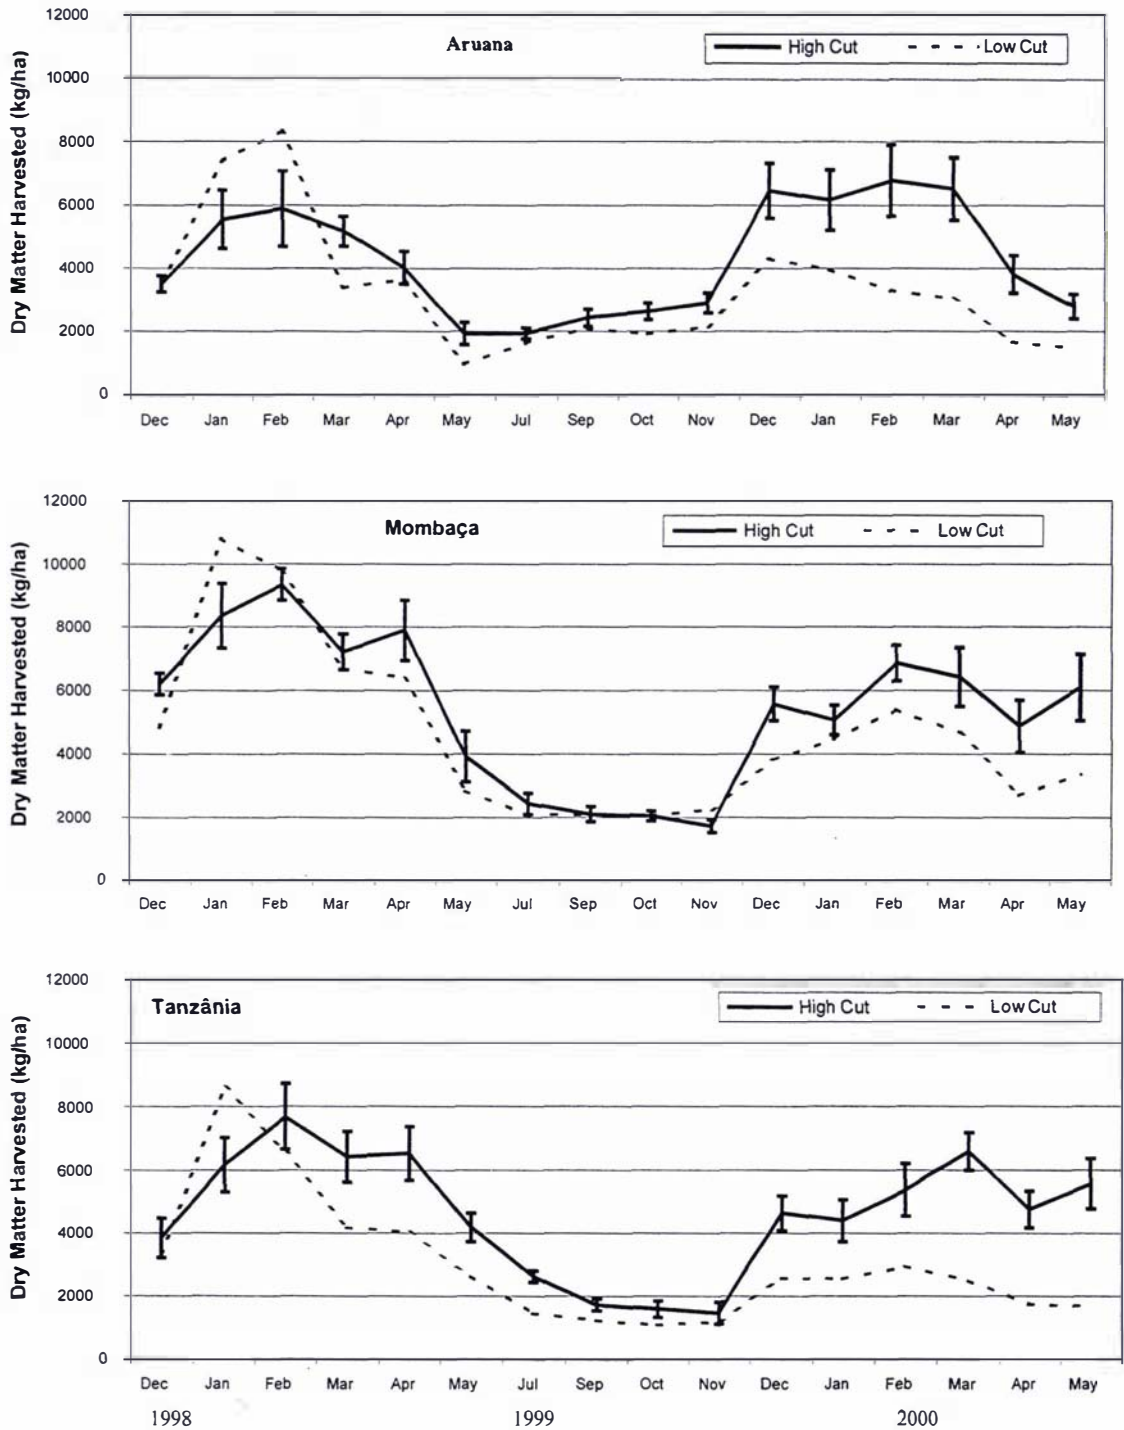 Aruana
High Cut Low Cut
Dry Matter Harvested (kg/ha)
12000
10000
8000
6000
4000
2000
0
Dec Jan Feb Mar Apr May Jul Sep Oct Nov Dec Jan Feb Mar Apr May
Mombaça
High Cut Low Cut
Dry Matter Harvested (kg/ha)
12000
10000
8000
6000
4000
2000
0
Dec Jan Feb Mar Apr May Jul Sep Oct Nov Dec Jan Feb Mar Apr May
Tanzânia
High Cut Low Cut
Dry Matter Harvested (kg/ha)
12000
10000
8000
6000
4000
2000
0
Dec Jan Feb Mar Apr May Jul Sep Oct Nov Dec Jan Feb Mar Apr May
1998 1999 2000